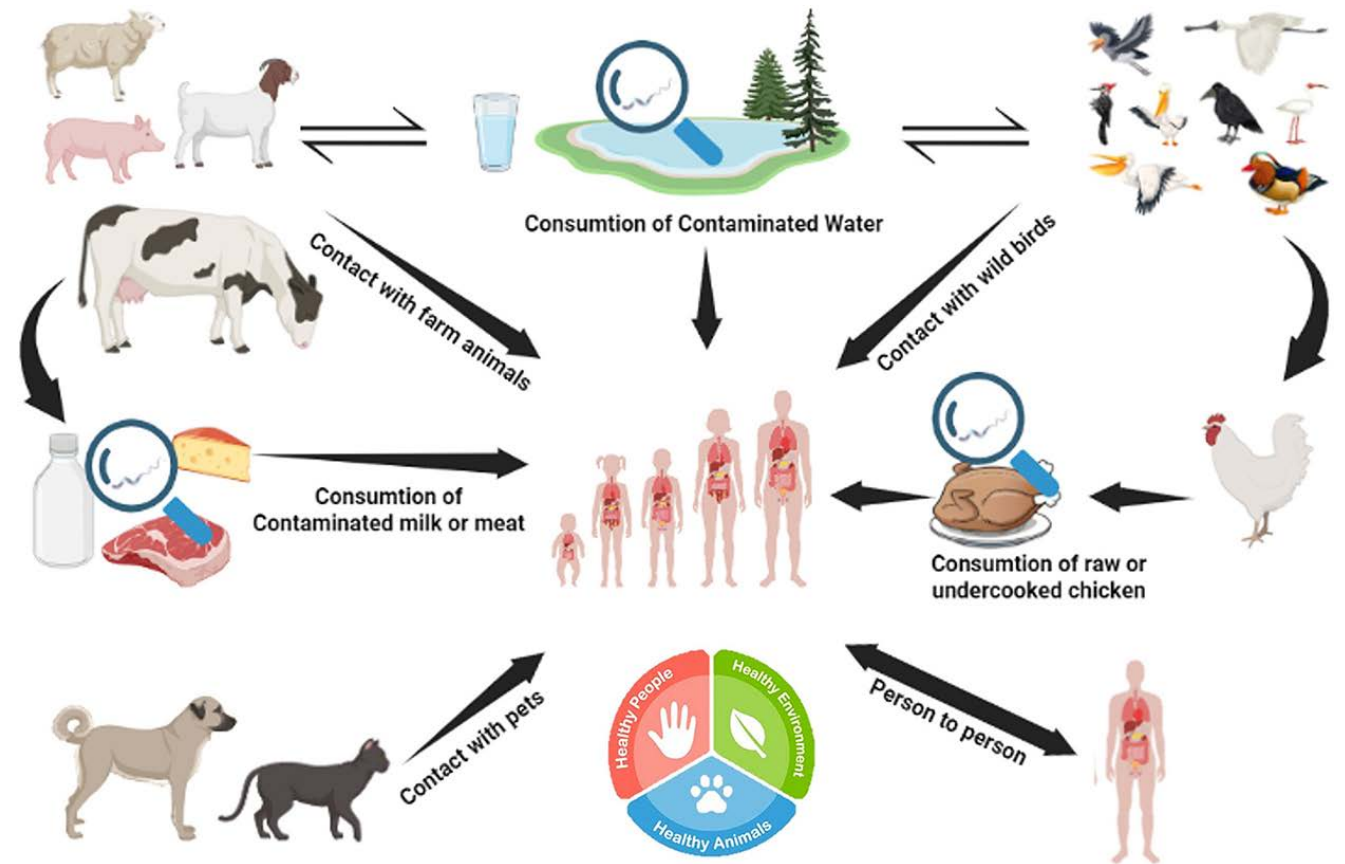 Consumtion of Contaminated Water
Contact with farm animals
Contact with wild birds
Consumtion of
Contaminated milk or meat
Consumtion of raw or
undercooked chicken
Contact with pets
Healthy People
Healthy Environment
Healthy Animals
Person to person